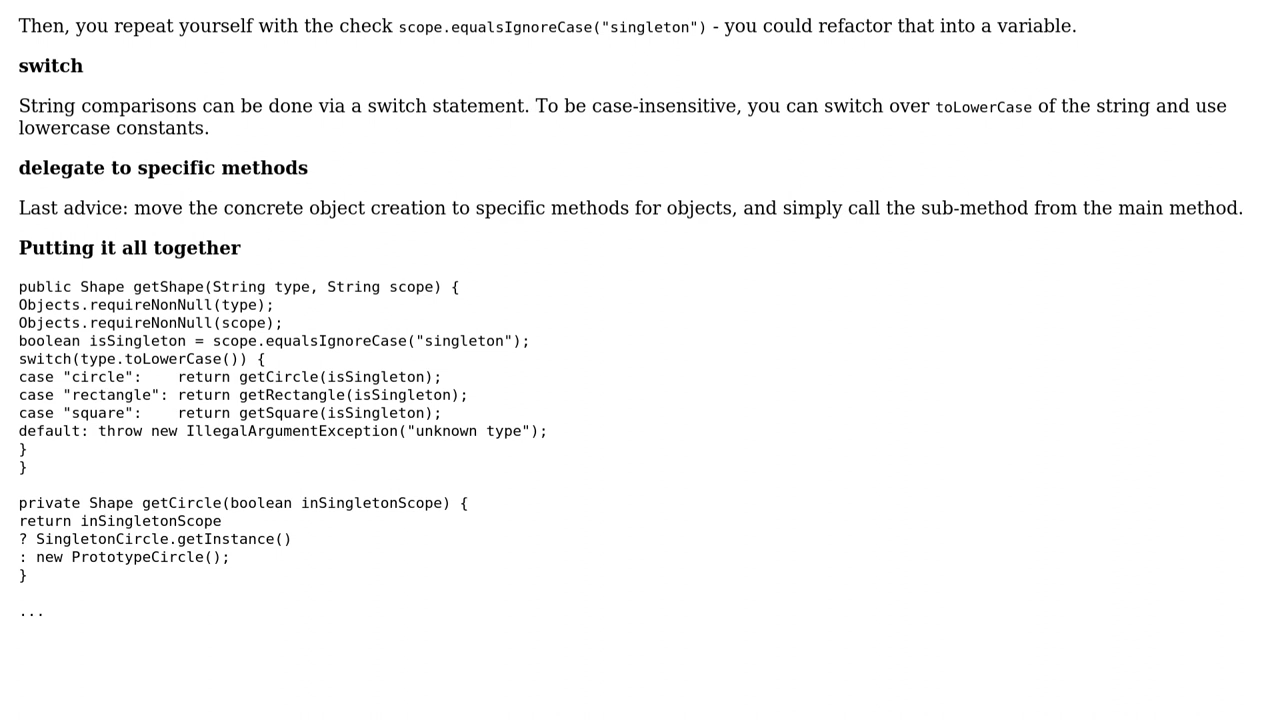 Then, you repeat yourself with the check scope.equalsIgnoreCase("singleton") - you could refactor that into a variable.
switch
String comparisons can be done via a switch statement. To be case-insensitive, you can switch over toLowerCase of the string and use
lowercase constants.
delegate to specific methods
Last advice: move the concrete object creation to specific methods for objects, and simply call the sub-method from the main method.
Putting it all together
public Shape getShape(String type, String scope) {
Objects.requireNonNull(type);
Objects.requireNonNull(scope);
boolean isSingleton = scope.equalsIgnoreCase("singleton");
switch(type.toLowerCase()) {
case "circle":    return getCircle(isSingleton);
case "rectangle": return getRectangle(isSingleton);
case "square":    return getSquare(isSingleton);
default: throw new IllegalArgumentException("unknown type");
}
}
private Shape getCircle(boolean inSingletonScope) {
return inSingletonScope
? SingletonCircle.getInstance()
: new PrototypeCircle();
}
...